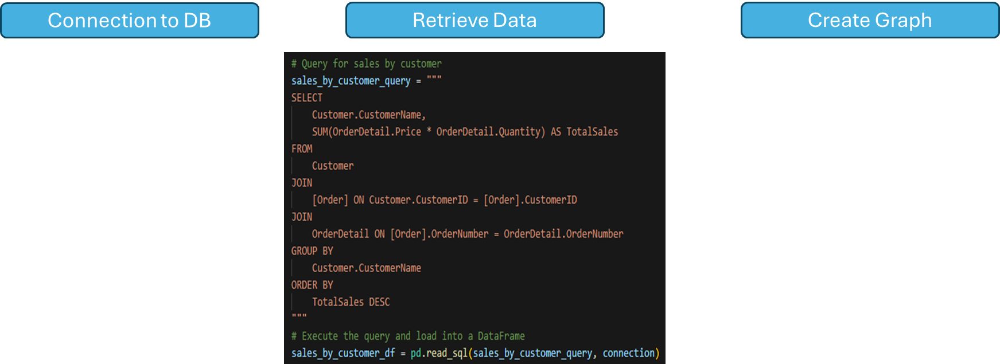 Connection to DB
Retrieve Data
Create Graph
# Query for sales by customer
sales_by_customer_query = """
SELECT
    Customer.CustomerName,
    SUM(OrderDetail.Price * OrderDetail.Quantity) AS TotalSales
FROM
    Customer
JOIN
    [Order] ON Customer.CustomerID = [Order].CustomerID
JOIN
    OrderDetail ON [Order].OrderNumber = OrderDetail.OrderNumber
GROUP BY
    Customer.CustomerName
ORDER BY
    TotalSales DESC
"""
# Execute the query and load into a DataFrame
sales_by_customer_df = pd.read_sql(sales_by_customer_query, connection)